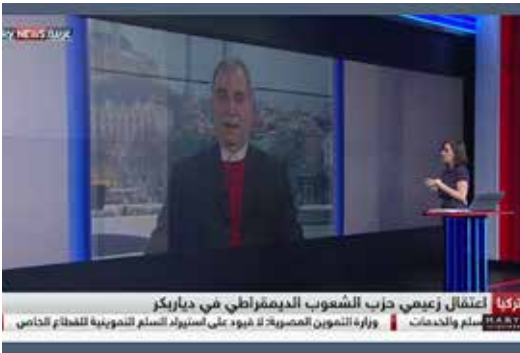 sky NEWS عربية
تركيا اعتقال زعيمي حزب الشعوب الديمقراطي في دياربكر
سلع والخدمات وزارة التموين المصرية: لا قيود على استيراد السلع التموينية للقطاع الخاص